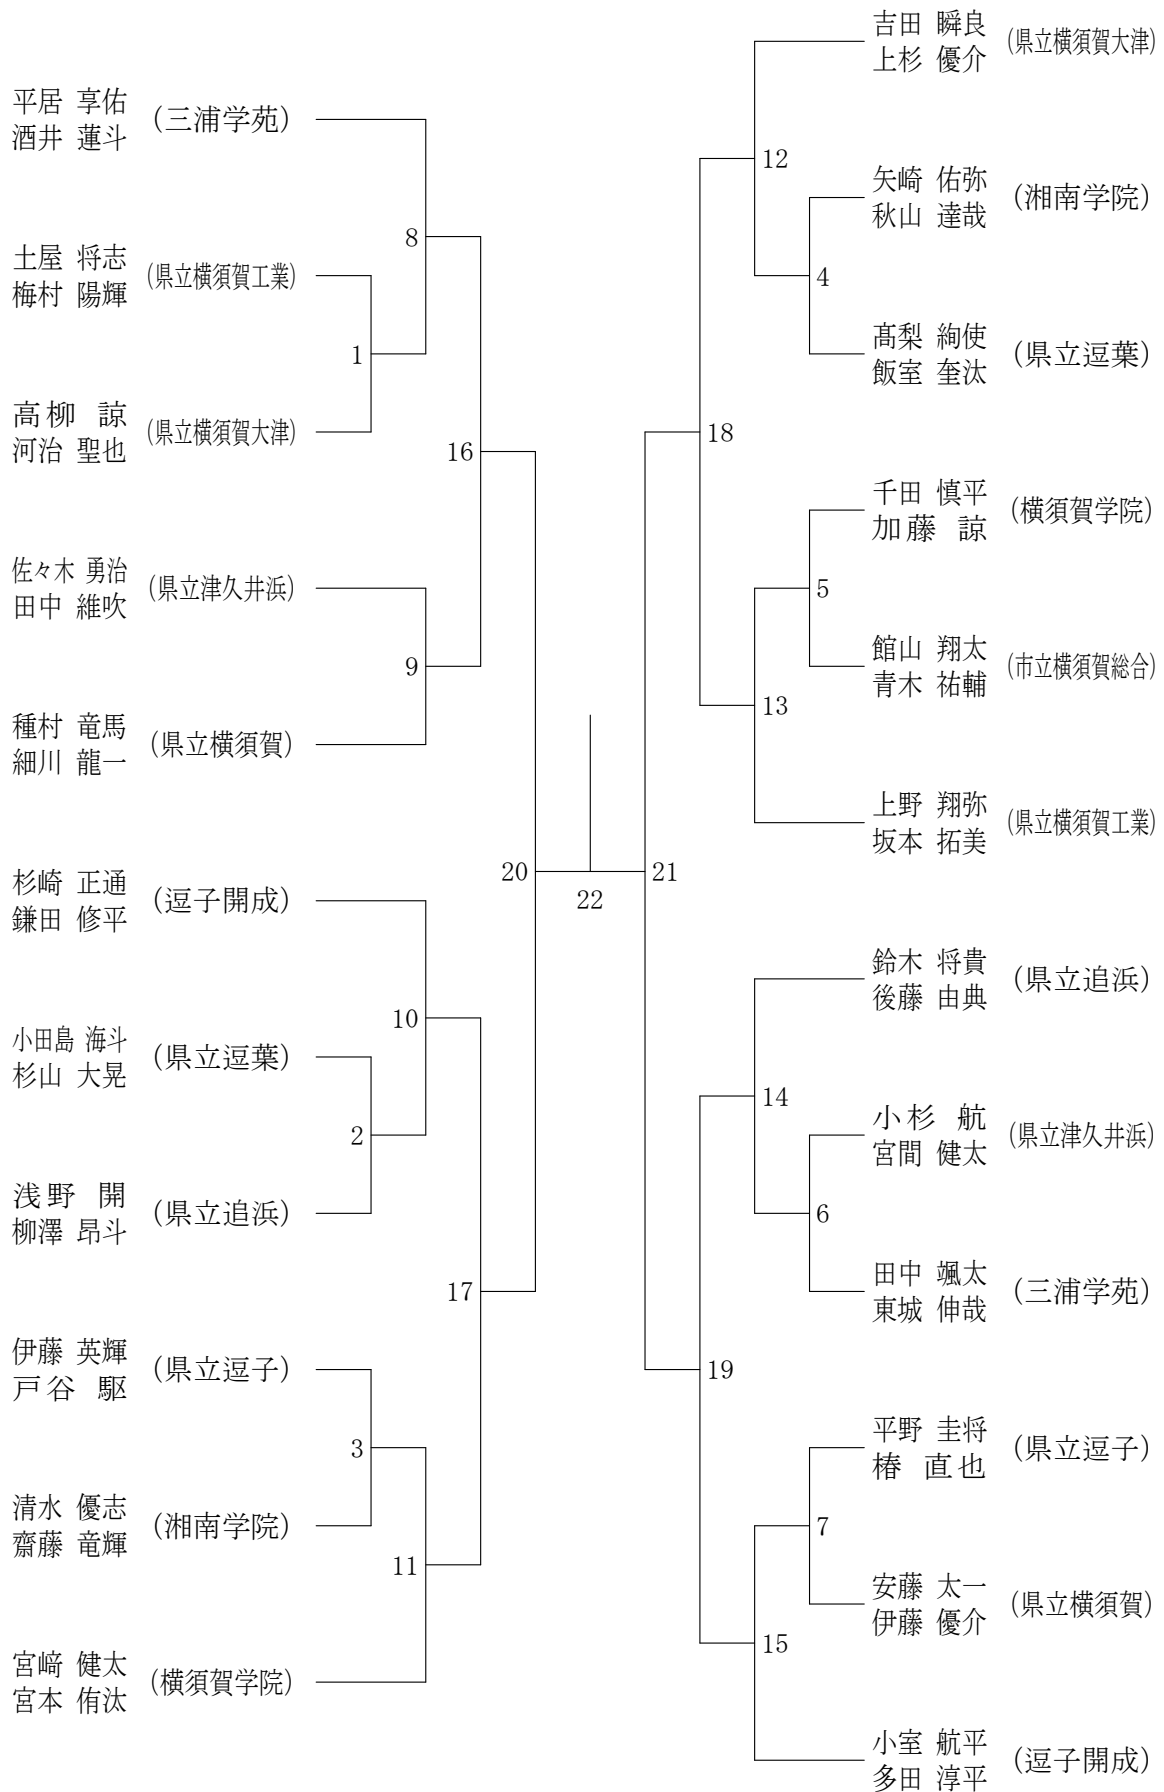 平居 享佑
酒井 蓮斗
(三浦学苑)
土屋 将志
梅村 陽輝
(県立横須賀工業)
高柳 諒
河治 聖也
(県立横須賀大津)
佐々木 勇治
田中 維吹
(県立津久井浜)
種村 竜馬
細川 龍一
(県立横須賀)
杉崎 正通
鎌田 修平
(逗子開成)
小田島 海斗
杉山 大晃
(県立逗葉)
浅野 開
柳澤 昂斗
(県立追浜)
伊藤 英輝
戸谷 駆
(県立逗子)
清水 優志
齋藤 竜輝
(湘南学院)
宮﨑 健太
宮本 侑汰
(横須賀学院)
1
2
3
8
9
10
11
16
17
20
22
21
18
19
12
13
14
15
4
5
6
7
吉田 瞬良
上杉 優介
(県立横須賀大津)
矢崎 佑弥
秋山 達哉
(湘南学院)
髙梨 絢使
飯室 奎汰
(県立逗葉)
千田 慎平
加藤 諒
(横須賀学院)
館山 翔太
青木 祐輔
(市立横須賀総合)
上野 翔弥
坂本 拓美
(県立横須賀工業)
鈴木 将貴
後藤 由典
(県立追浜)
小杉 航
宮間 健太
(県立津久井浜)
田中 颯太
東城 伸哉
(三浦学苑)
平野 圭将
椿 直也
(県立逗子)
安藤 太一
伊藤 優介
(県立横須賀)
小室 航平
多田 淳平
(逗子開成)